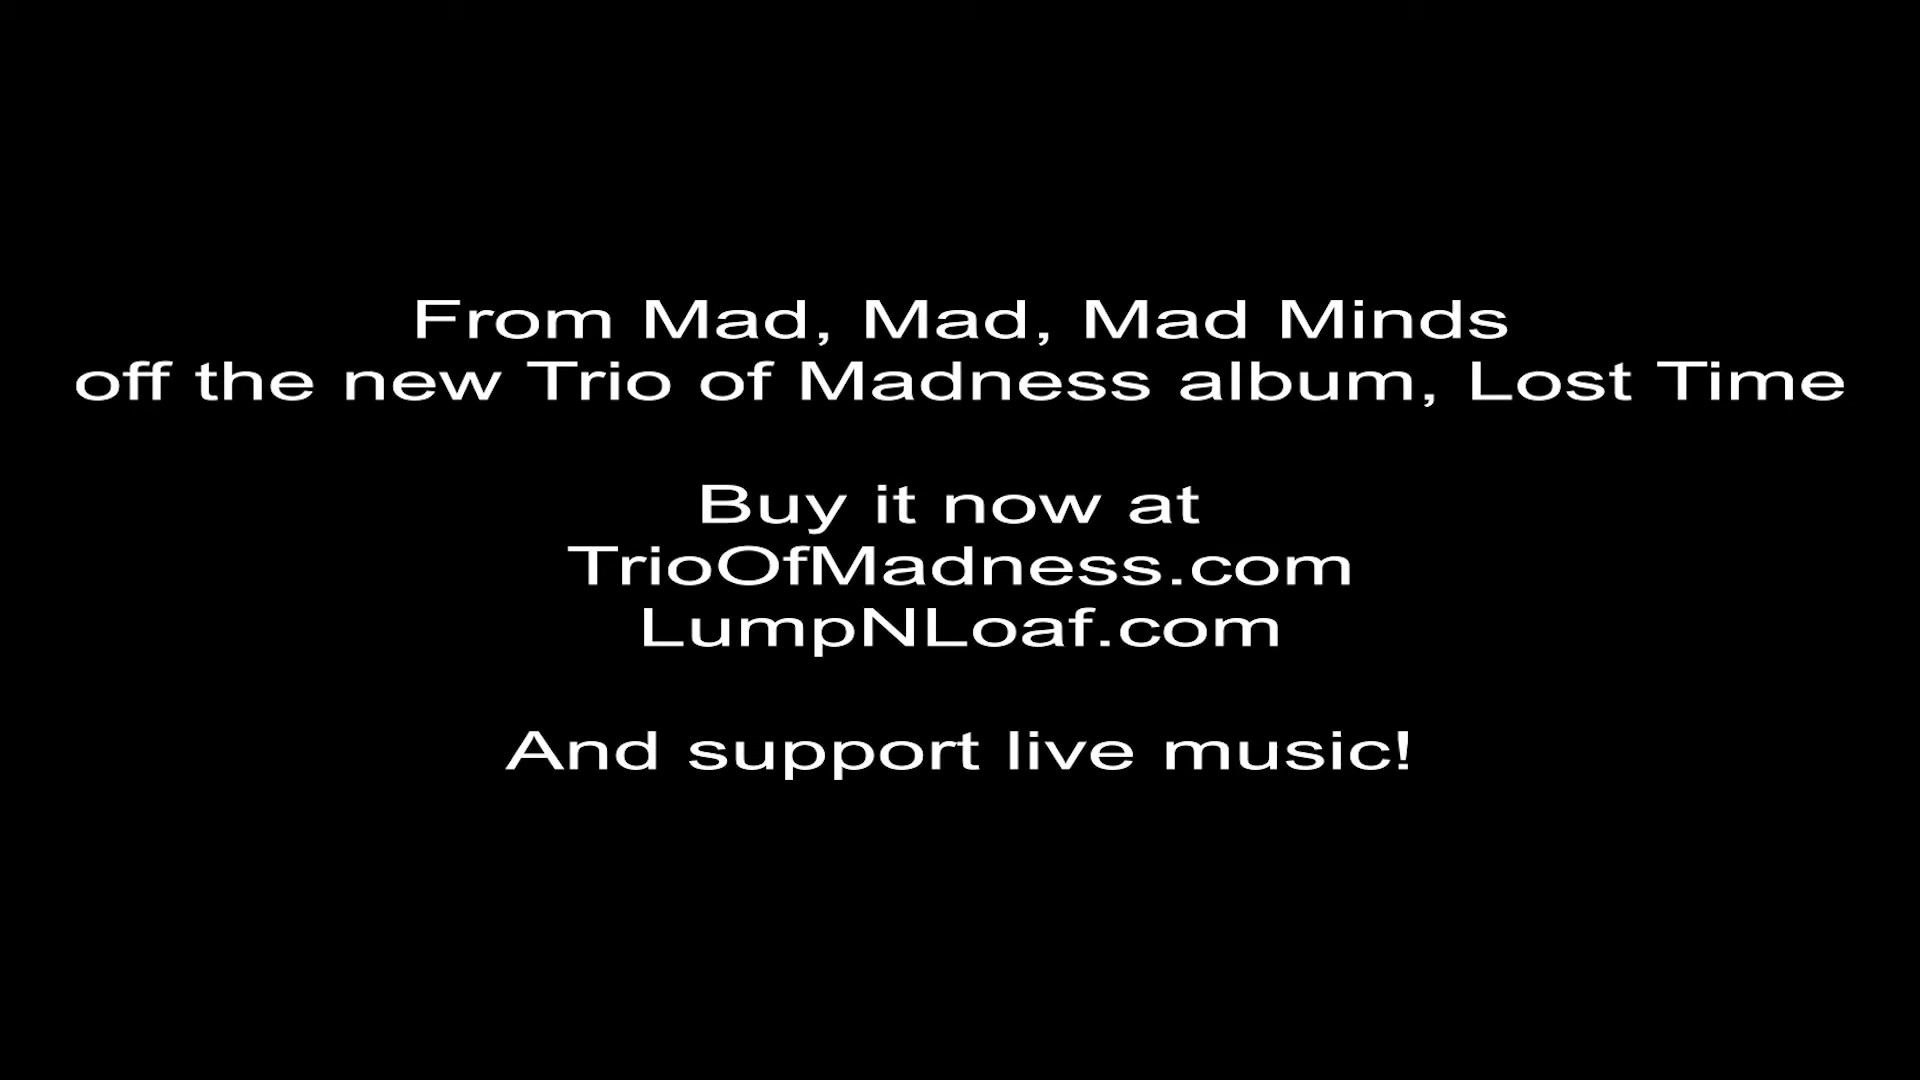 From Mad, Mad, Mad Minds
off the new Trio of Madness album, Lost Time
Buy it now at
TrioOfMadness.com
LumpNLoaf.com
And support live music!